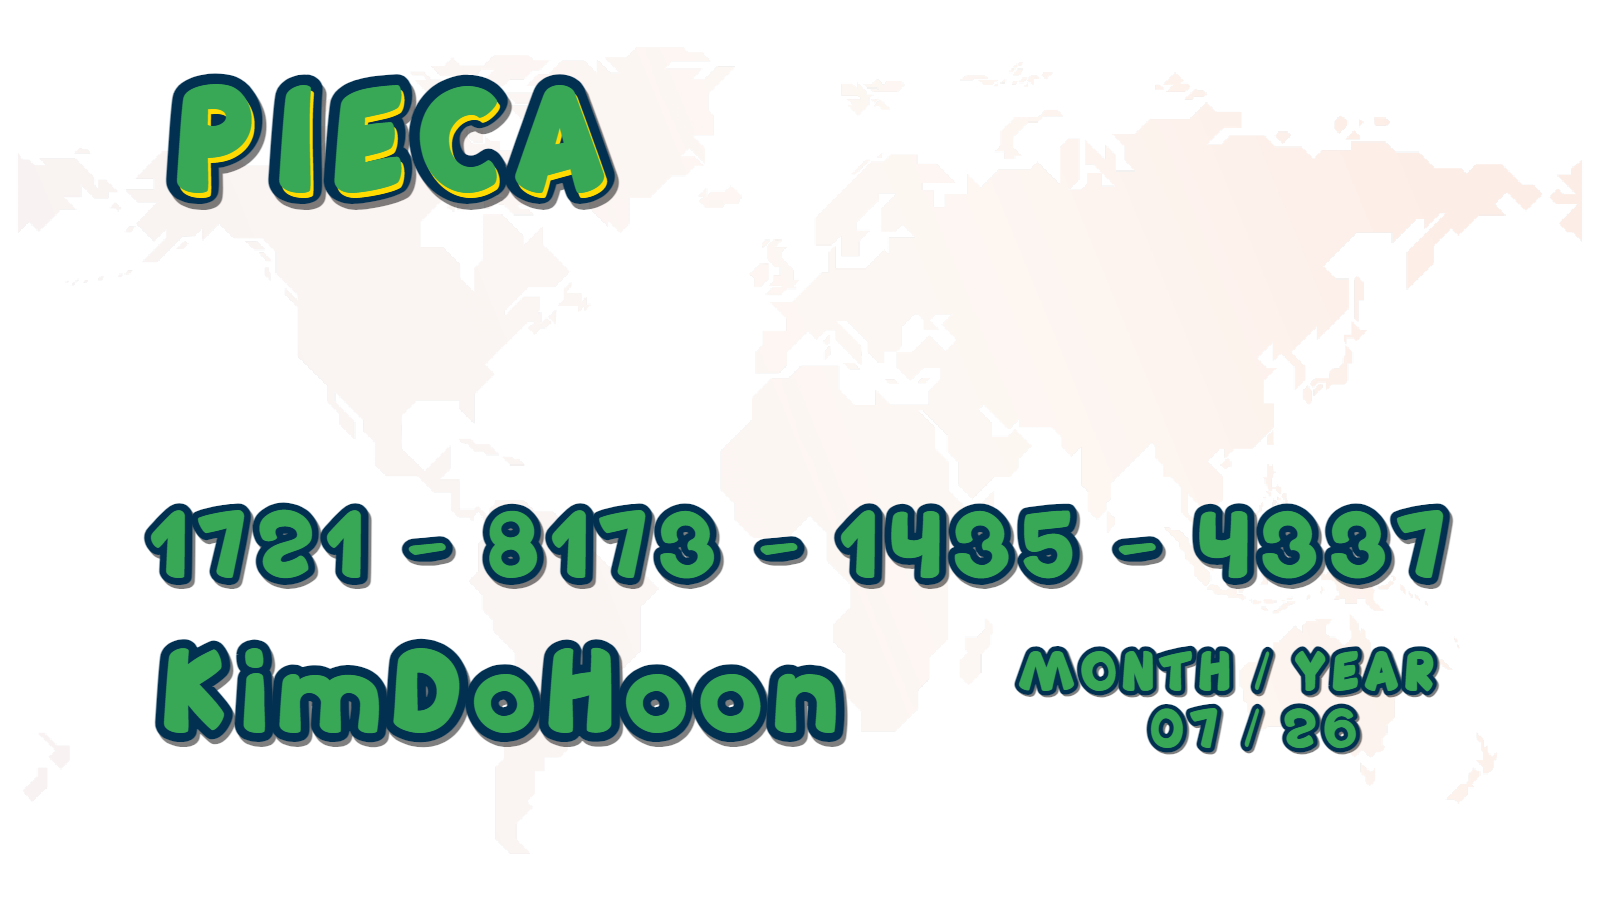 PIECA
1721 - 8173 - 1435 - 4337
KimDoHoon
MONTH / YEAR
07 / 26